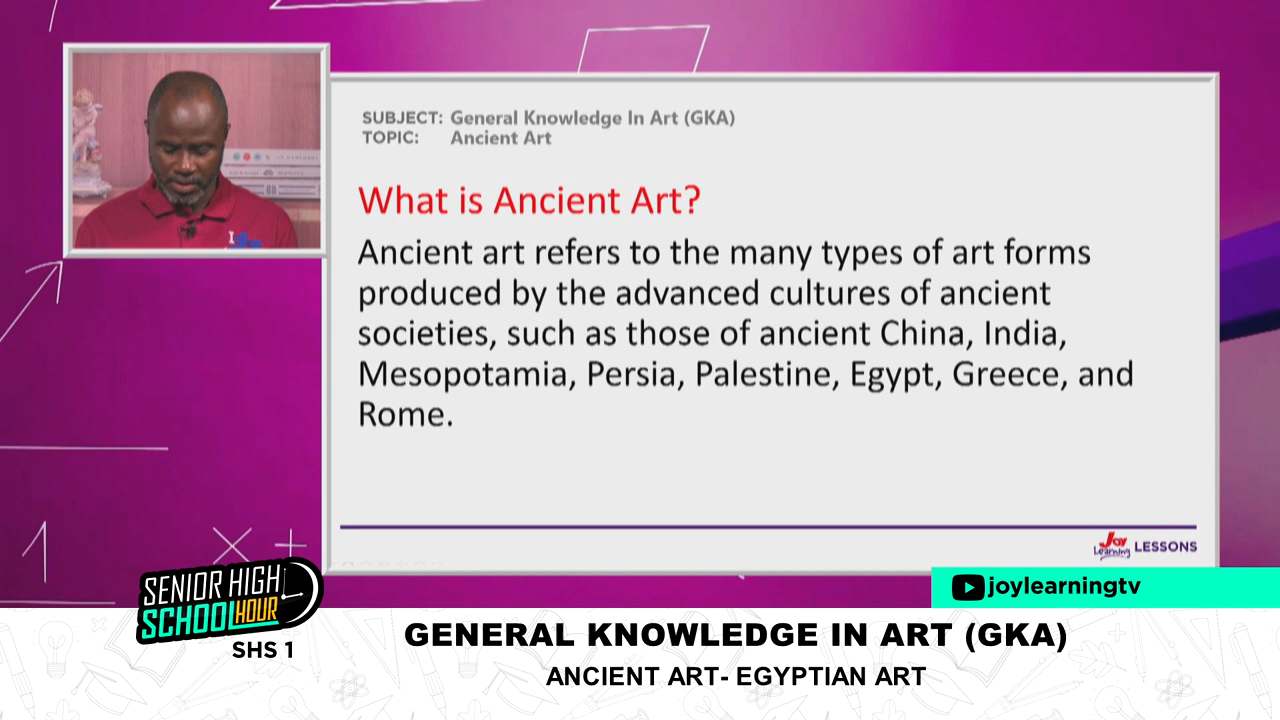 SUBJECT: General Knowledge In Art (GKA)
TOPIC: Ancient Art
What is Ancient Art?
Ancient art refers to the many types of art forms
produced by the advanced cultures of ancient
societies, such as those of ancient China, India,
Mesopotamia, Persia, Palestine, Egypt, Greece, and
Rome.
Joy
Learning LESSONS
joylearningtv
SENIOR HIGH
SCHOOL HOUR
SHS 1
GENERAL KNOWLEDGE IN ART (GKA)
ANCIENT ART- EGYPTIAN ART